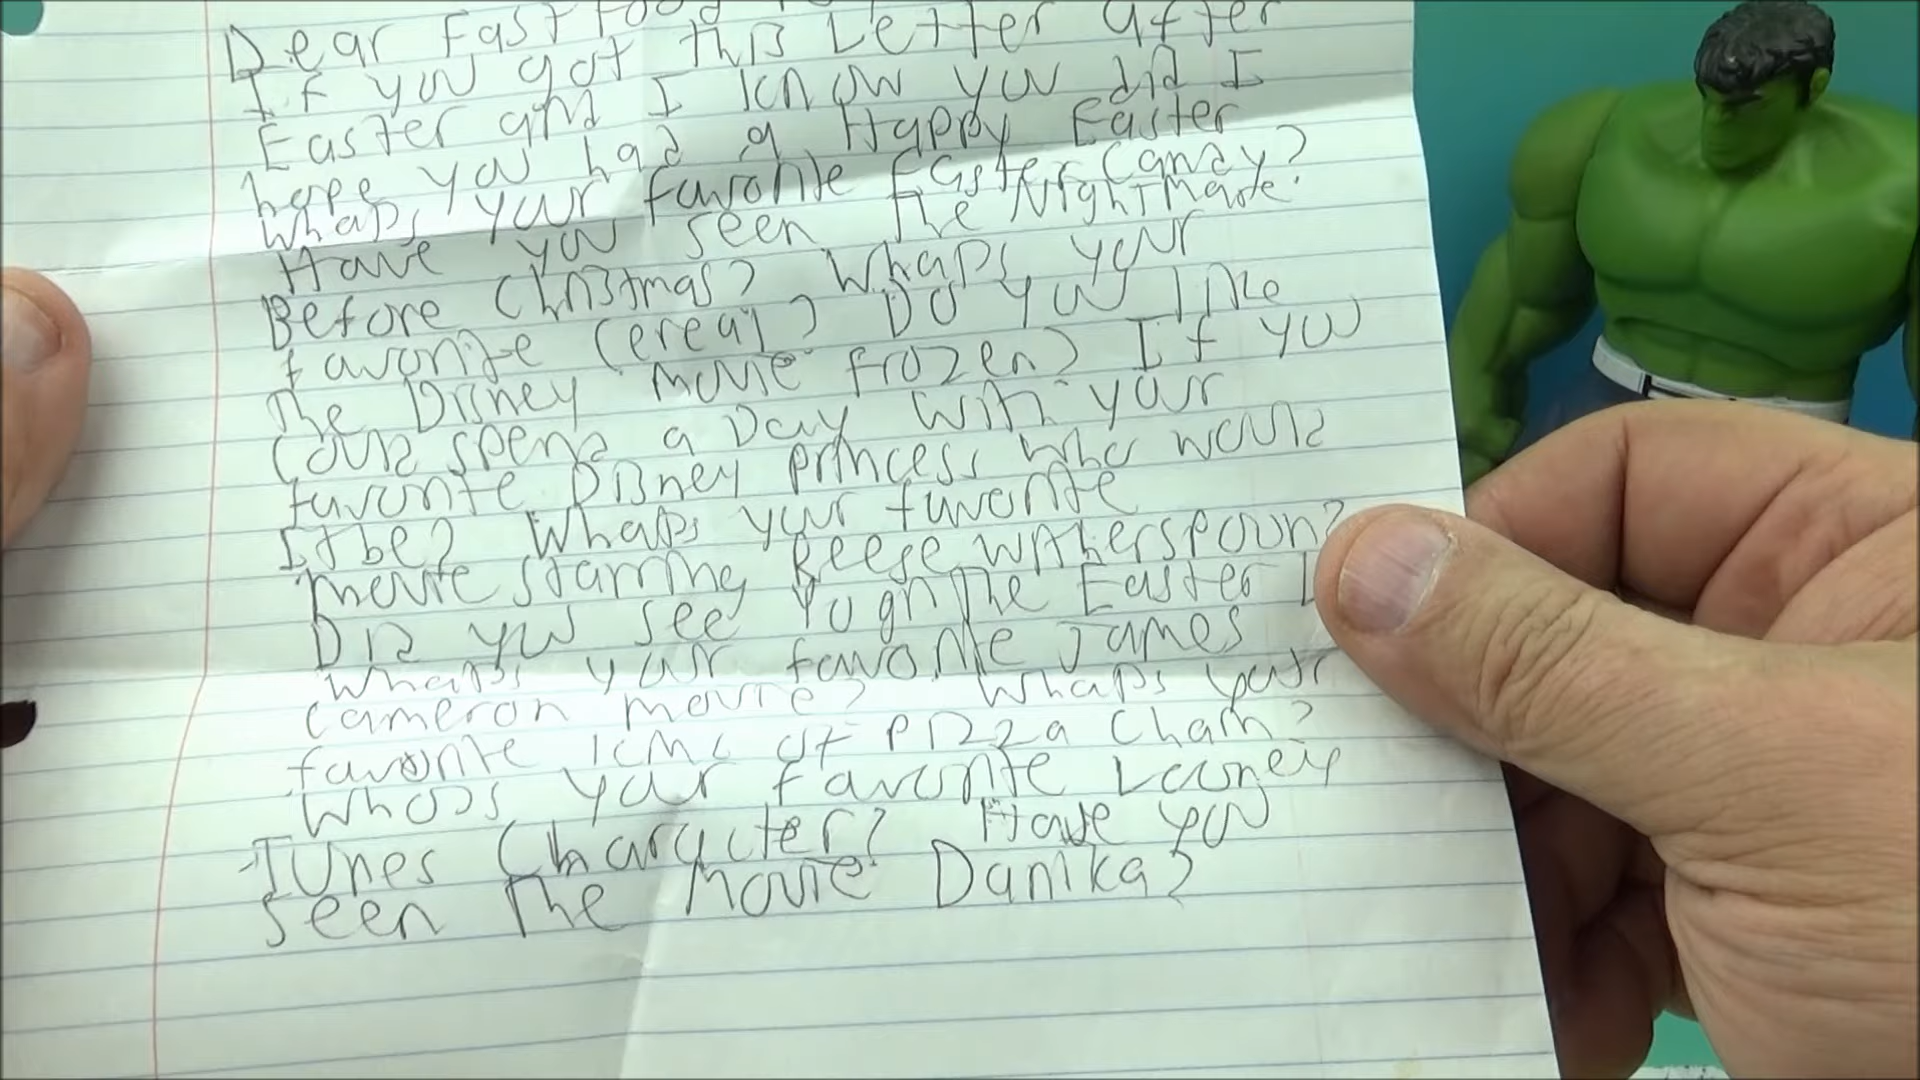 Dear Fast Food
If you got this Letter after
Easter and I know you did I
hope you had a Happy Easter
Whats your favorite Easter Candy?
Have you seen The Nightmare
Before Christmas? Whats your
favorite Cereal? Do you like
The Disney movie frozen? If you
Could spend a Day with your
favorite Disney princess who would
It be? Whats your favorite
movie starring Reese witherspoon?
Did you see the Easter
Whats your favorite James
Cameron movie? Whats your
favorite of pizza Chain?
Whos your favorite Looney
Tunes Character? Have you
seen The Movie Danika?